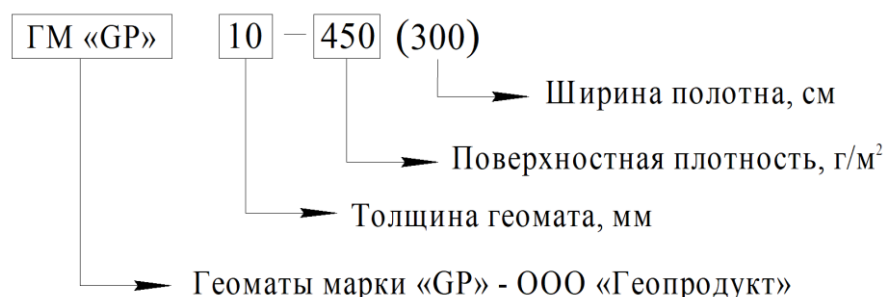 ГМ «GP» 10 – 450 (300)
Ширина полотна, см
Поверхностная плотность, г/м²
Толщина геомата, мм
Геоматы марки «GP» - ООО «Геопродукт»